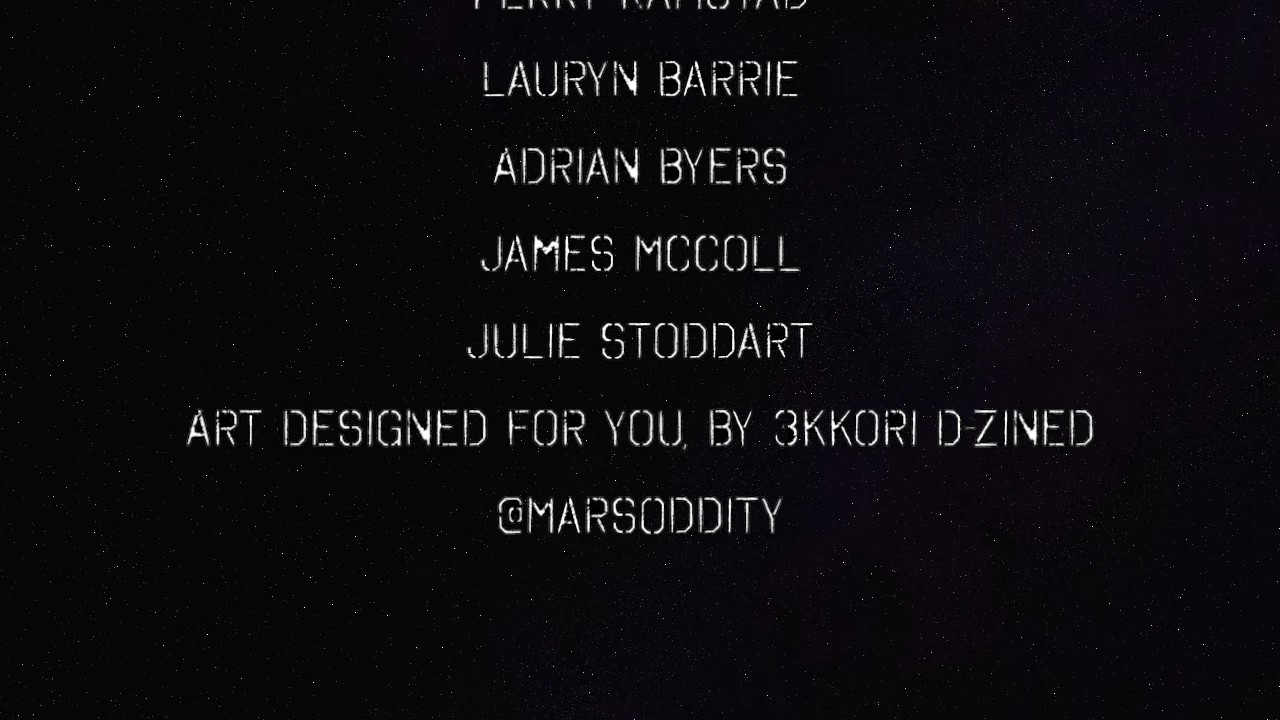 LAURYN BARRIE
ADRIAN BYERS
JAMES MCCOLL
JULIE STODDART
ART DESIGNED FOR YOU, BY 3KKORI D-ZINED
@MARSODDITY